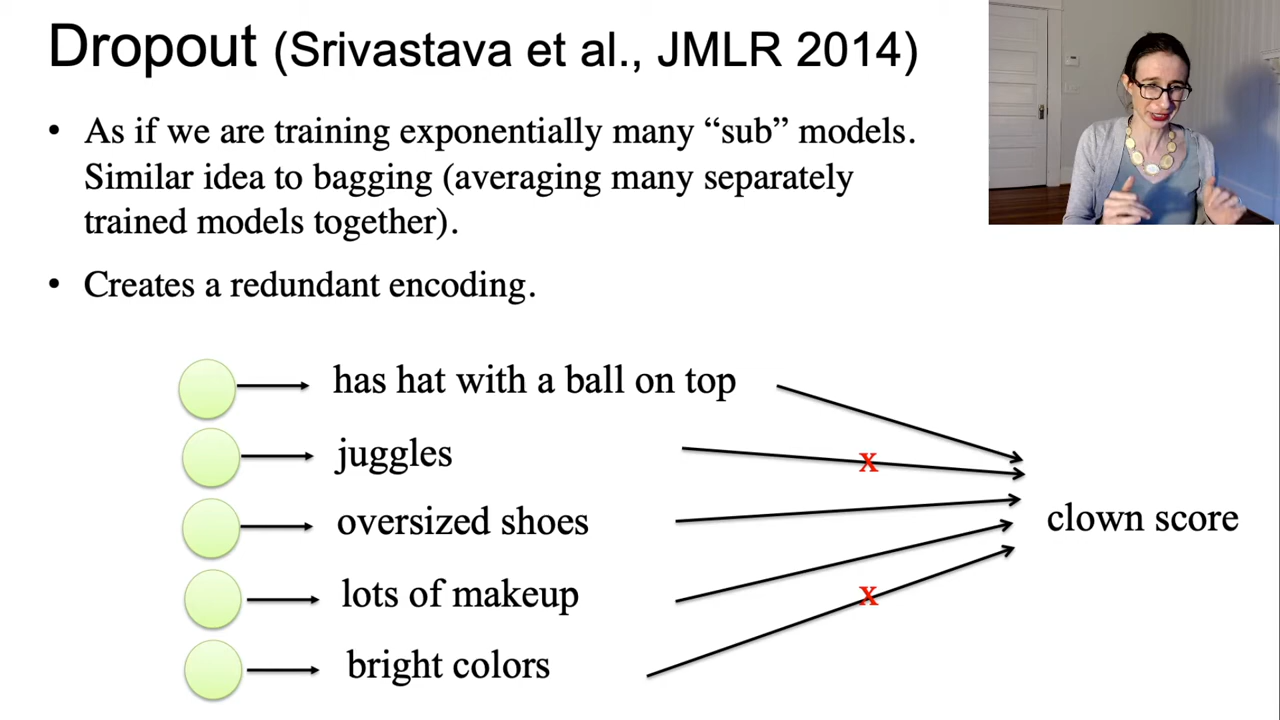 Dropout (Srivastava et al., JMLR 2014)
• As if we are training exponentially many “sub” models.
Similar idea to bagging (averaging many separately
trained models together).
• Creates a redundant encoding.
has hat with a ball on top
juggles
x
oversized shoes
clown score
lots of makeup
x
bright colors